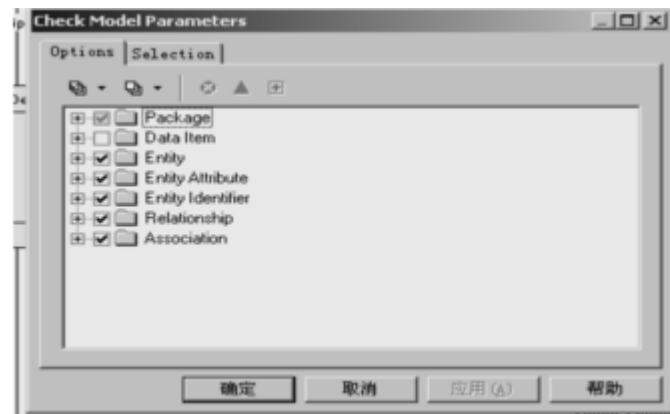 Check Model Parameters
Options Selection
Package
Data Item
Entity
Entity Attribute
Entity Identifier
Relationship
Association
确定 取消 应用(A) 帮助